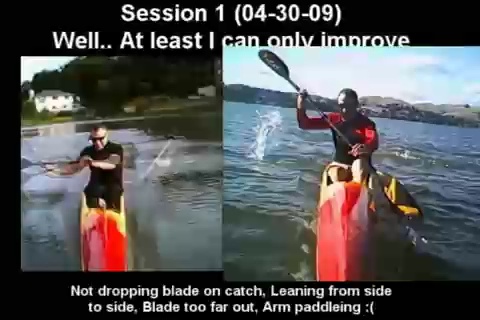 Session 1 (04-30-09)
Well.. At least I can only improve
Not dropping blade on catch, Leaning from side
to side, Blade too far out, Arm paddleing :(